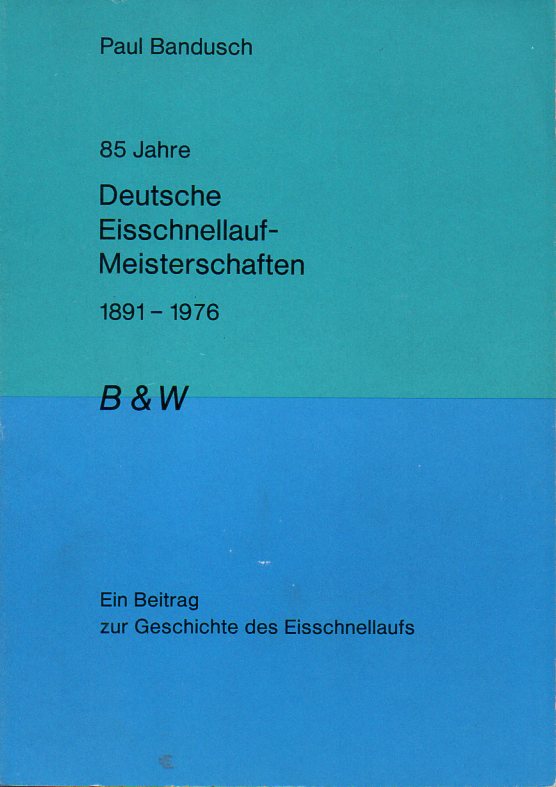 Paul Bandusch
85 Jahre
Deutsche
Eisschnellauf-
Meisterschaften
1891 – 1976
B & W
Ein Beitrag
zur Geschichte des Eisschnellaufs